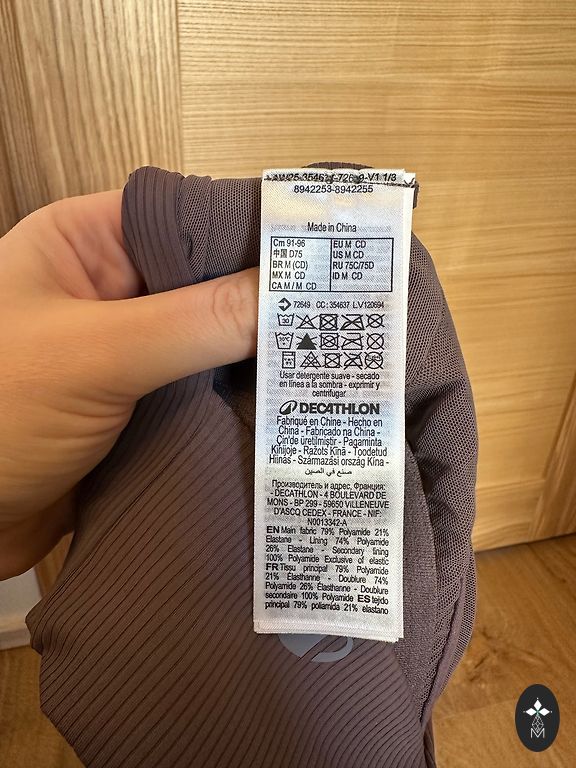 8942253-8942255
Made in China
Cm 91-96
中国 D75
BR M (CD)
MX M CD
CA M / M CD
EU M CD
US M CD
RU 75C/75D
ID M CD
72649 CC : 354637 L.V120694
30
Usar detergente suave - secado
en línea a la sombra - exprimir y
centrifugar
DECATHLON
Fabriqué en Chine - Hecho en
China - Fabricado na China -
Çin'de üretilmiştir - Pagaminta
Kinijoje - Ražots Ķīnā - Toodetud
Hiinas - Származási ország Kína -
صنع في الصين
Производитель и адрес, Франция:
- DECATHLON - 4 BOULEVARD DE
MONS - BP 299 - 59650 VILLENEUVE
D'ASCQ CEDEX - FRANCE - NIF:
N0013342-A
EN Main fabric 79% Polyamide 21%
Elastane - Lining 74% Polyamide
26% Elastane - Secondary lining
100% Polyamide Exclusive of elastic
FR Tissu principal 79% Polyamide
21% Élasthanne - Doublure 74%
Polyamide 26% Élasthanne - Doublure
secondaire 100% Polyamide ES tejido
principal 79% poliamida 21% elastano
M